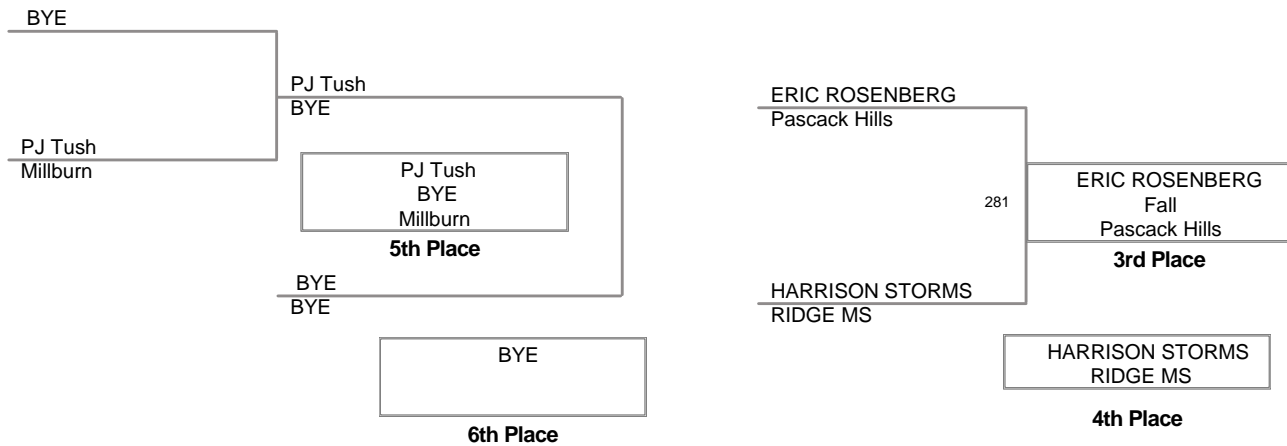 BYE
PJ Tush
Millburn
PJ Tush
BYE
PJ Tush
BYE
Millburn
5th Place
BYE
BYE
BYE
6th Place
ERIC ROSENBERG
Pascack Hills
281
HARRISON STORMS
RIDGE MS
ERIC ROSENBERG
Fall
Pascack Hills
3rd Place
HARRISON STORMS
RIDGE MS
4th Place